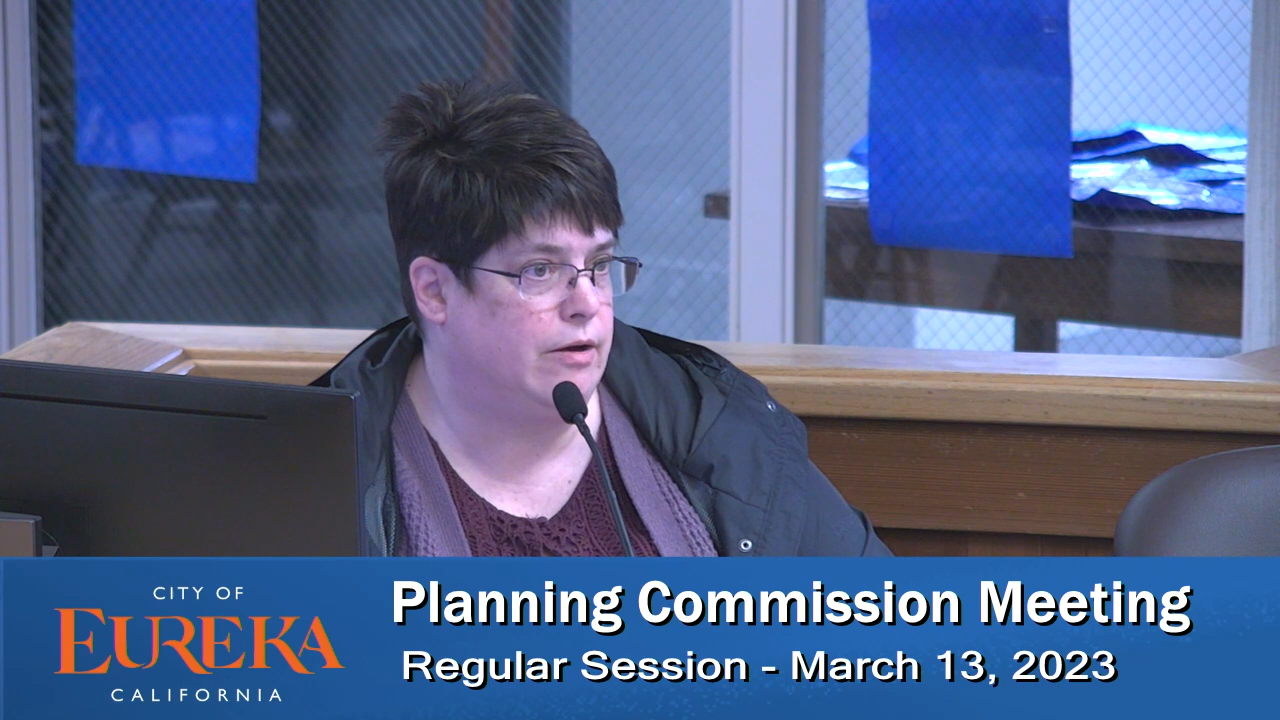 CITY OF
EUREKA
CALIFORNIA
Planning Commission Meeting
Regular Session - March 13, 2023